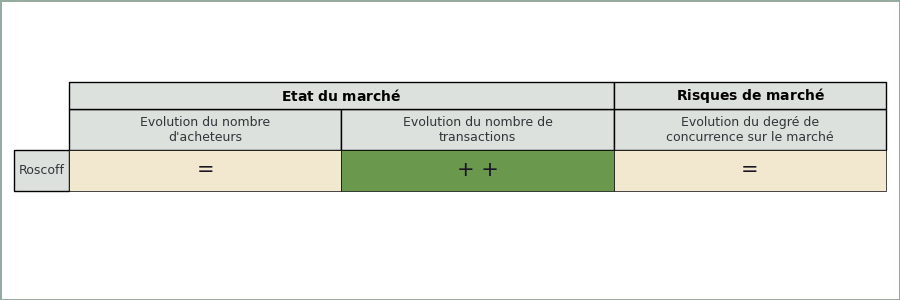 Etat du marché
Risques de marché
Evolution du nombre
d'acheteurs
Evolution du nombre de
transactions
Evolution du degré de
concurrence sur le marché
Roscoff
=
+ +
=